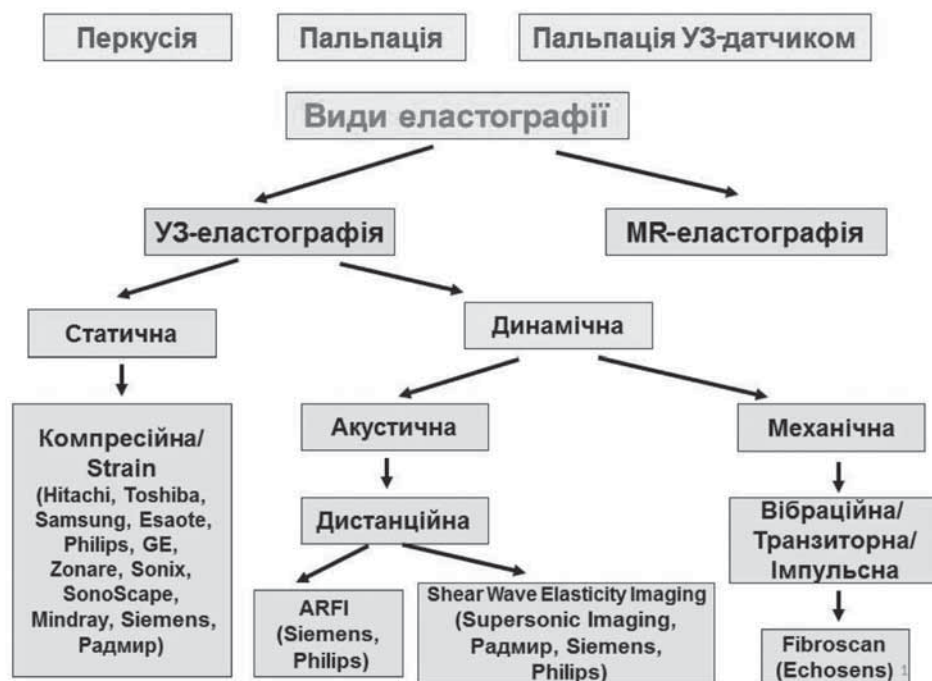 Перкусія
Пальпація
Пальпація УЗ-датчиком
Види еластографії
УЗ-еластографія
MR-еластографія
Статична
Динамічна
Компресійна/
Strain
(Hitachi, Toshiba,
Samsung, Esaote,
Philips, GE,
Zonare, Sonix,
SonoScape,
Mindray, Siemens,
Радмир)
Акустична
Механічна
Дистанційна
Вібраційна/
Транзиторна/
Імпульсна
ARFI
(Siemens,
Philips)
Shear Wave Elasticity Imaging
(Supersonic Imaging,
Радмир, Siemens,
Philips)
Fibroscan
(Echosens)
1